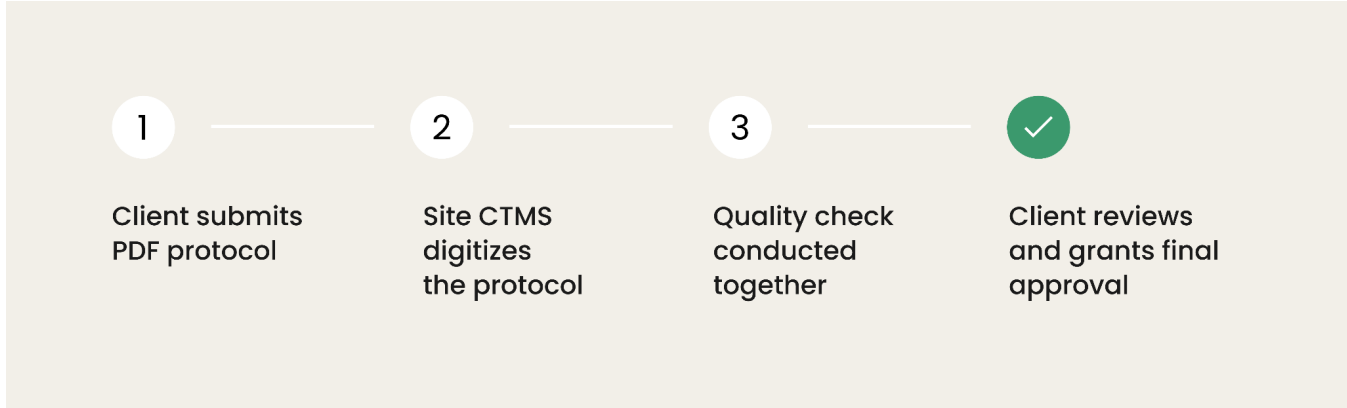 1
2
3
Client submits
PDF protocol
Site CTMS
digitizes
the protocol
Quality check
conducted
together
Client reviews
and grants final
approval